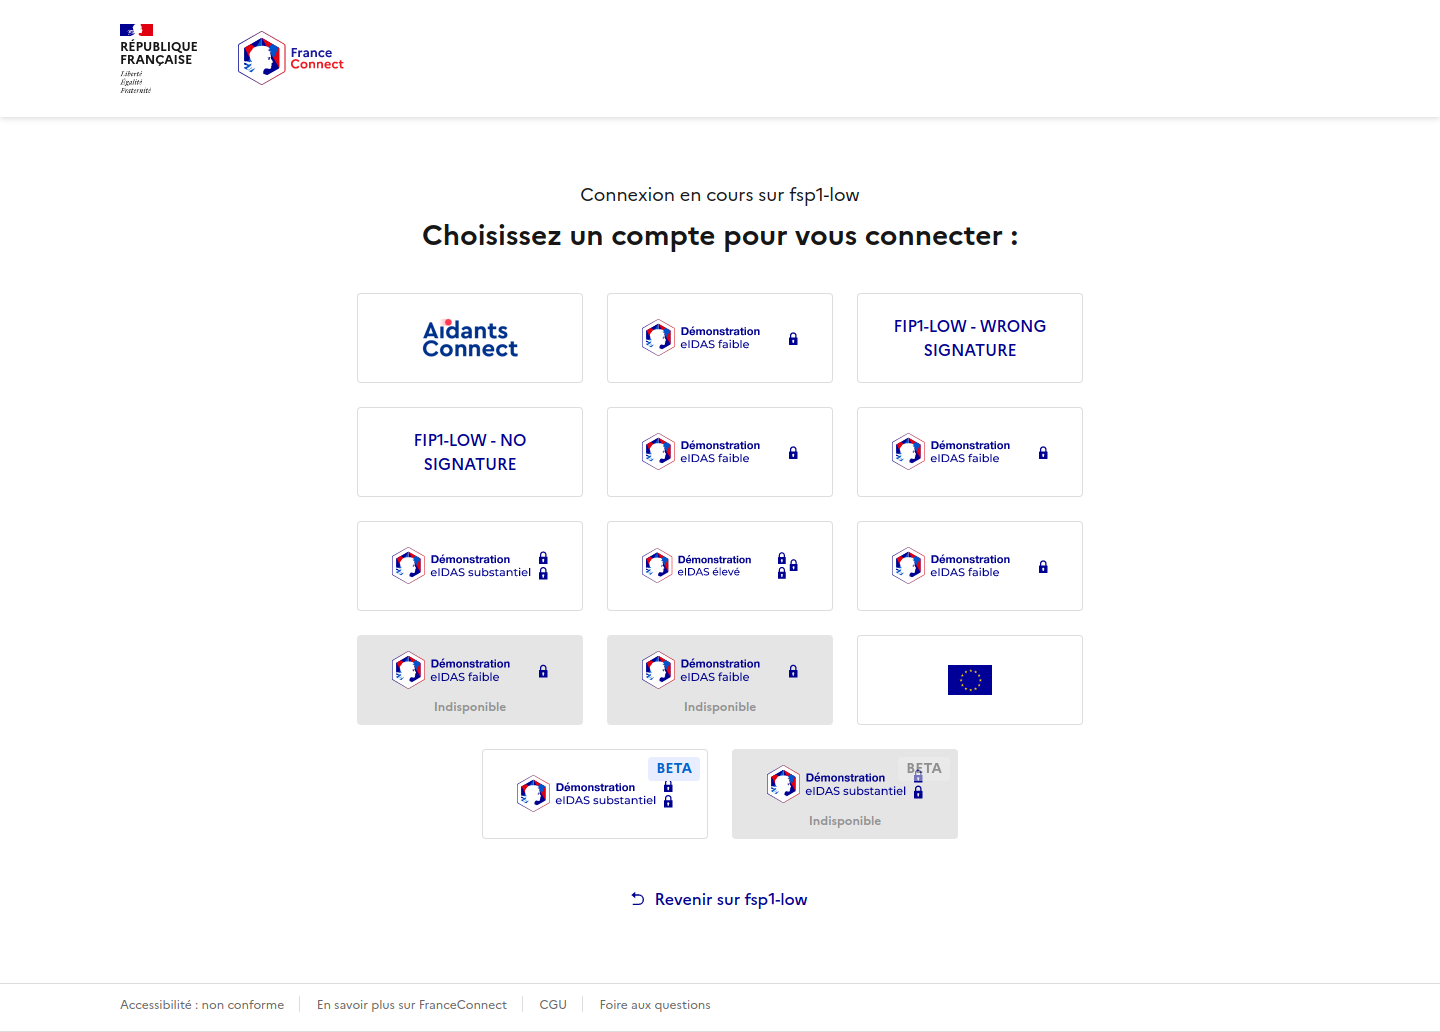 RÉPUBLIQUE
FRANÇAISE
Liberté
Égalité
Fraternité
France
Connect
Connexion en cours sur fsp1-low
Choisissez un compte pour vous connecter :
Aidants
Connect
Démonstration
eIDAS faible
FIP1-LOW - WRONG
SIGNATURE
FIP1-LOW - NO
SIGNATURE
Démonstration
eIDAS faible
Démonstration
eIDAS faible
Démonstration
eIDAS substantiel
Démonstration
eIDAS élevé
Démonstration
eIDAS faible
Démonstration
eIDAS faible
Indisponible
Démonstration
eIDAS faible
Indisponible
BETA
Démonstration
eIDAS substantiel
BETA
Démonstration
eIDAS substantiel
Indisponible
Revenir sur fsp1-low
Accessibilité : non conforme
En savoir plus sur FranceConnect
CGU
Foire aux questions